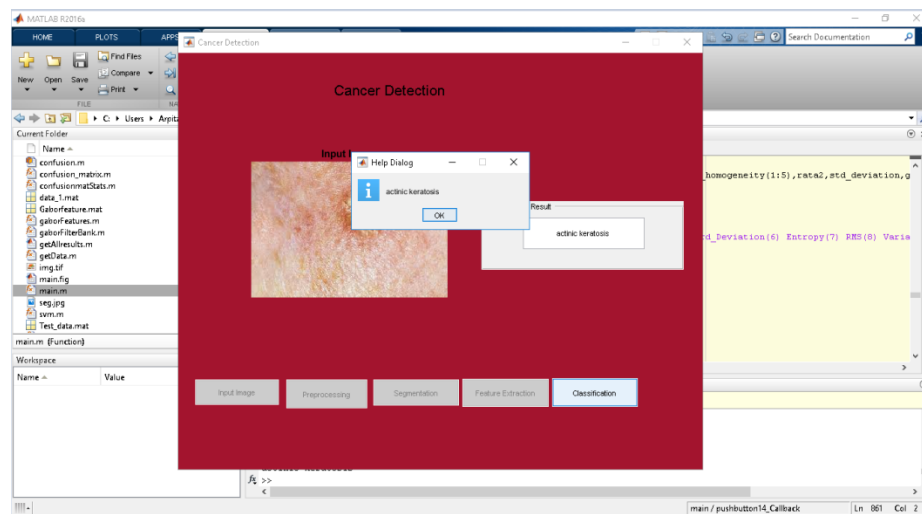 MATLAB R2016a
HOME PLOTS APPS
Search Documentation
New Open Save
Find Files
Compare
Print
FILE
C: Users
Current Folder
Name
confusion.m
confusion_matrix.m
confusionmatStats.m
data_1.mat
Gaborfeature.mat
gaborFeatures.m
gaborFilterBank.m
getAllresults.m
getData.m
img.tif
main.fig
main.m
seg.jpg
svm.m
Test_data.mat
main.m (Function)
Workspace
Name Value
Cancer Detection
Cancer Detection
Help Dialog
actinic keratosis
OK
Result
actinic keratosis
Input Image Preprocessing Segmentation Feature Extraction Classification
_homogeneity(1:5),rata2,std_deviation,g
rd_Deviation(6) Entropy(7) RMS(8) Varia
fx >>
main / pushbutton14_Callback Ln 861 Col 2